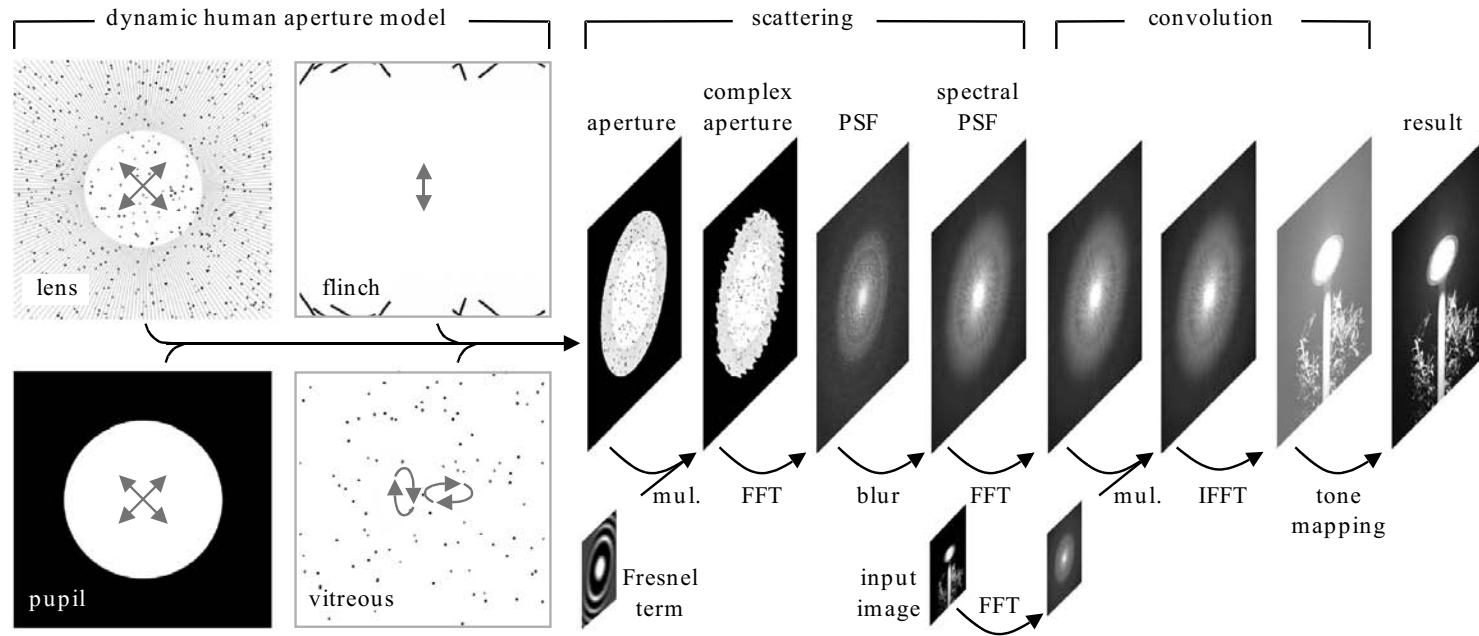 dynamic human aperture model
scattering
convolution
lens
flinch
pupil
vitreous
aperture
complex
aperture
PSF
spectral
PSF
result
mul.
FFT
blur
FFT
mul.
IFFT
tone
mapping
Fresnel
term
input
image
FFT